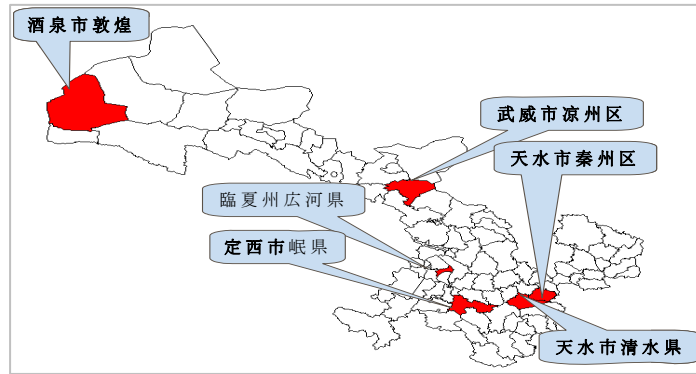 酒泉市敦煌
武威市凉州区
天水市秦州区
臨夏州広河県
定西市岷県
天水市清水県